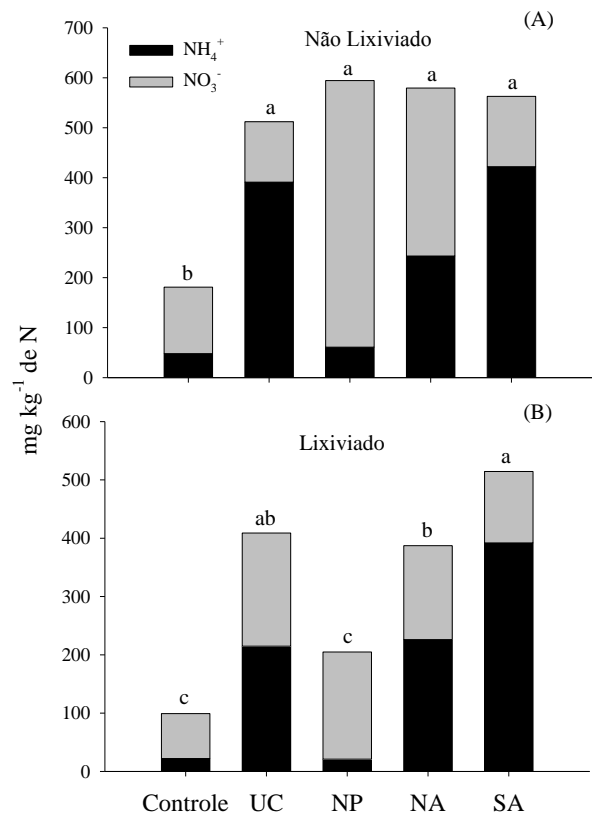 (A)
700
Não Lixiviado
NH₄⁺
NO₃⁻
600
500
400
300
200
100
0
b
a
a
a
a
mg kg⁻¹ de N
(B)
600
Lixiviado
500
400
300
200
100
0
c
ab
c
b
a
Controle UC NP NA SA